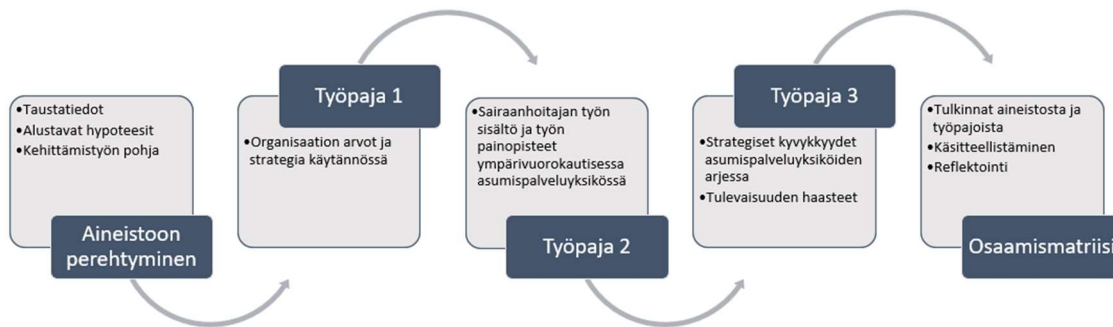 •Taustatiedot
•Alustavat hypoteesit
•Kehittämistyön pohja
Aineistoon
perehtyminen
Työpaja 1
•Organisaation arvot ja
strategia käytännössä
•Sairaanhoitajan työn
sisältö ja työn
painopisteet
ympärivuorokautisessa
asumispalveluyksikössä
Työpaja 2
Työpaja 3
•Strategiset kyvykkyydet
asumispalveluyksiköiden
arjessa
•Tulevaisuuden haasteet
•Tulkinnat aineistosta ja
työpajoista
•Käsitteellistäminen
•Reflektointi
Osaamismatriisi